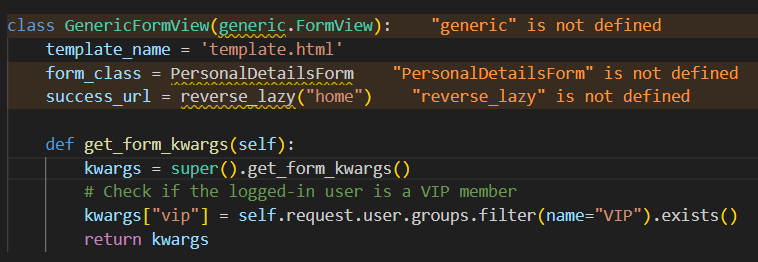 class GenericFormView(generic.FormView):     "generic" is not defined
    template_name = 'template.html'
    form_class = PersonalDetailsForm     "PersonalDetailsForm" is not defined
    success_url = reverse_lazy("home")     "reverse_lazy" is not defined

    def get_form_kwargs(self):
        kwargs = super().get_form_kwargs()
        # Check if the logged-in user is a VIP member
        kwargs["vip"] = self.request.user.groups.filter(name="VIP").exists()
        return kwargs